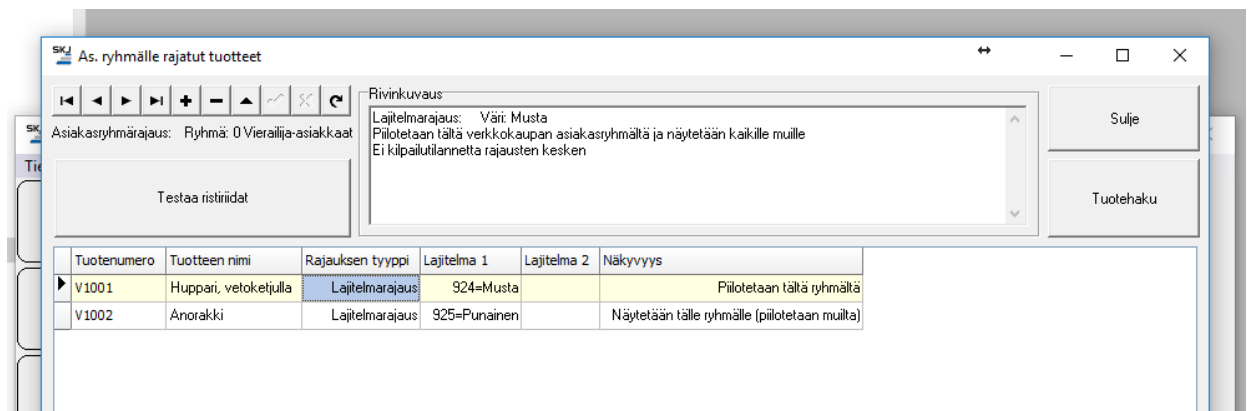 SKJ As. ryhmälle rajatut tuotteet
Rivinkuvaus
Lajitelmarajaus: Väri: Musta
Piilotetaan tältä verkkokaupan asiakasryhmältä ja näytetään kaikille muille
Ei kilpailutilannetta rajausten kesken
Sulje
Asiakasryhmärajaus: Ryhmä: 0 Vierailija-asiakkaat
Testaa ristiriidat
Tuotehaku
Tuotenumero Tuotteen nimi Rajauksen tyyppi Lajitelma 1 Lajitelma 2 Näkyvyys
V1001 Huppari, vetoketjulla Lajitelmarajaus 924=Musta Piilotetaan tältä ryhmältä
V1002 Anorakki Lajitelmarajaus 925=Punainen Näytetään tälle ryhmälle (piilotetaan muilta)
SK
Tie